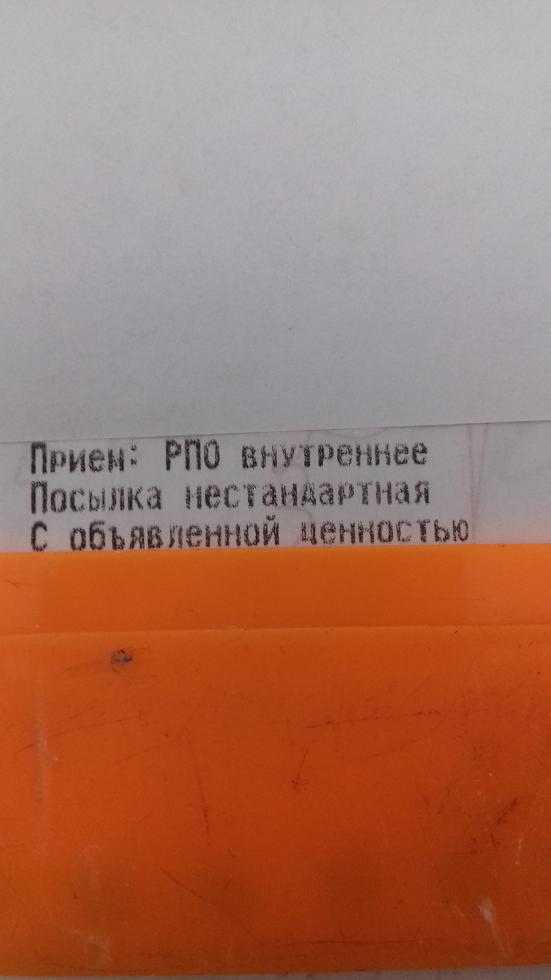 Прием: РПО внутреннее
Посылка нестандартная
С объявленной ценностью